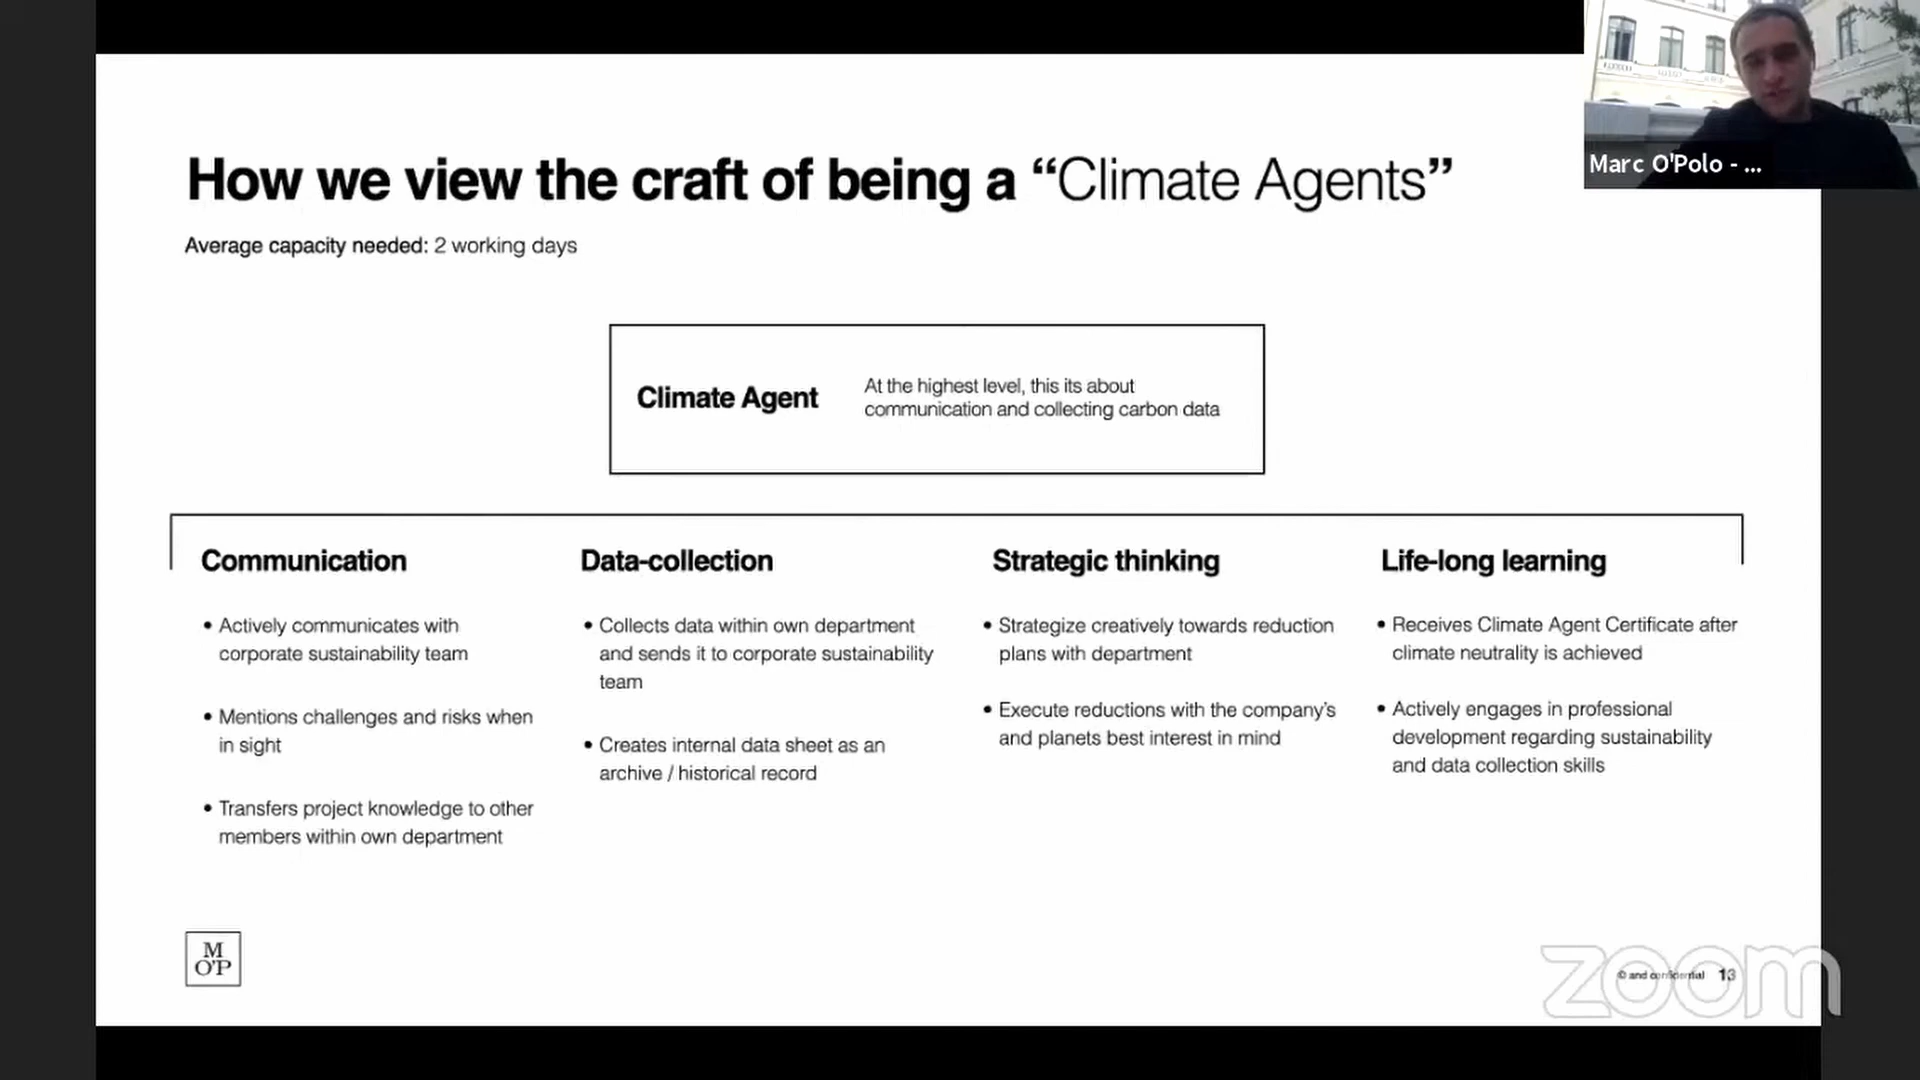 Marc O'Polo - ...
How we view the craft of being a “Climate Agents”
Average capacity needed: 2 working days
Climate Agent
At the highest level, this its about
communication and collecting carbon data
Communication
• Actively communicates with
corporate sustainability team
• Mentions challenges and risks when
in sight
• Transfers project knowledge to other
members within own department
Data-collection
• Collects data within own department
and sends it to corporate sustainability
team
• Creates internal data sheet as an
archive / historical record
Strategic thinking
• Strategize creatively towards reduction
plans with department
• Execute reductions with the company's
and planets best interest in mind
Life-long learning
• Receives Climate Agent Certificate after
climate neutrality is achieved
• Actively engages in professional
development regarding sustainability
and data collection skills
M
O'P
© and confidential 13
zoom